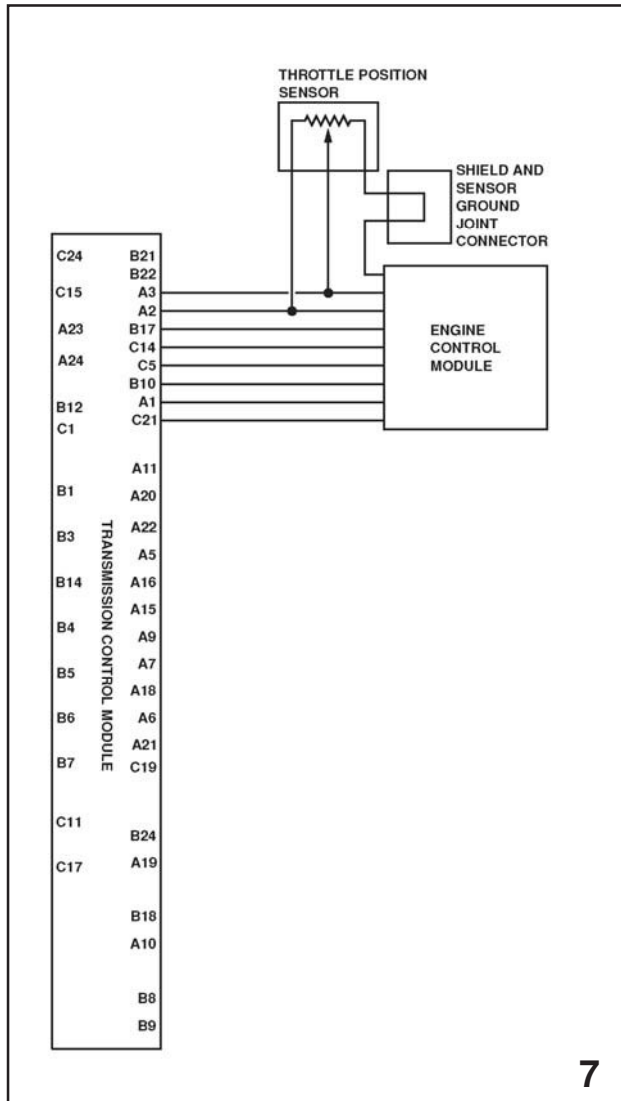 THROTTLE POSITION
SENSOR
SHIELD AND
SENSOR
GROUND
JOINT
CONNECTOR
ENGINE
CONTROL
MODULE
TRANSMISSION CONTROL MODULE
C24
C15
A23
A24
B12
C1
B1
B3
B14
B4
B5
B6
B7
C11
C17
B21
B22
A3
A2
B17
C14
C5
B10
A1
C21
A11
A20
A22
A5
A16
A15
A9
A7
A18
A6
A21
C19
B24
A19
B18
A10
B8
B9
7